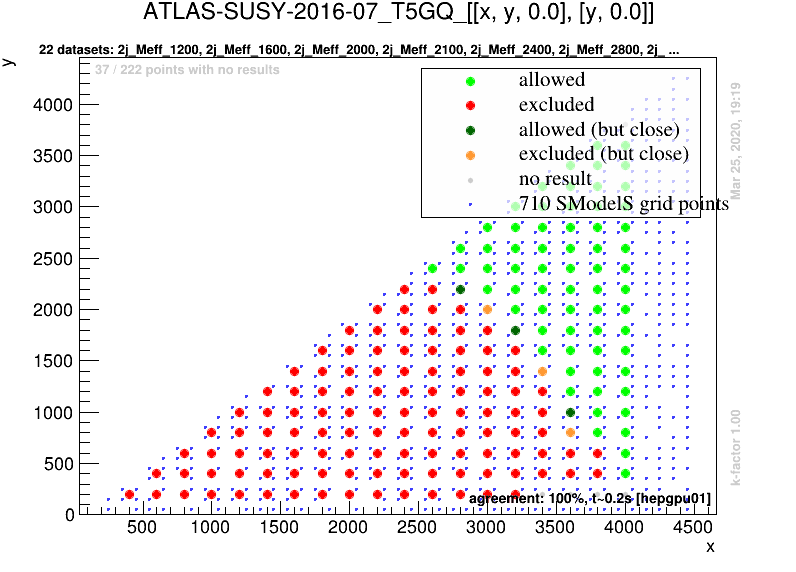 ATLAS-SUSY-2016-07_T5GQ_[[x, y, 0.0], [y, 0.0]]
22 datasets: 2j_Meff_1200, 2j_Meff_1600, 2j_Meff_2000, 2j_Meff_2100, 2j_Meff_2400, 2j_Meff_2800, 2j_ ...
y
37 / 222 points with no results
allowed
excluded
allowed (but close)
excluded (but close)
no result
710 SModelS grid points
Mar 25, 2020, 19:19
4000
3500
3000
2500
2000
1500
1000
500
0
k-factor 1.00
agreement: 100%, t~0.2s [hepgpu01]
500 1000 1500 2000 2500 3000 3500 4000 4500
x